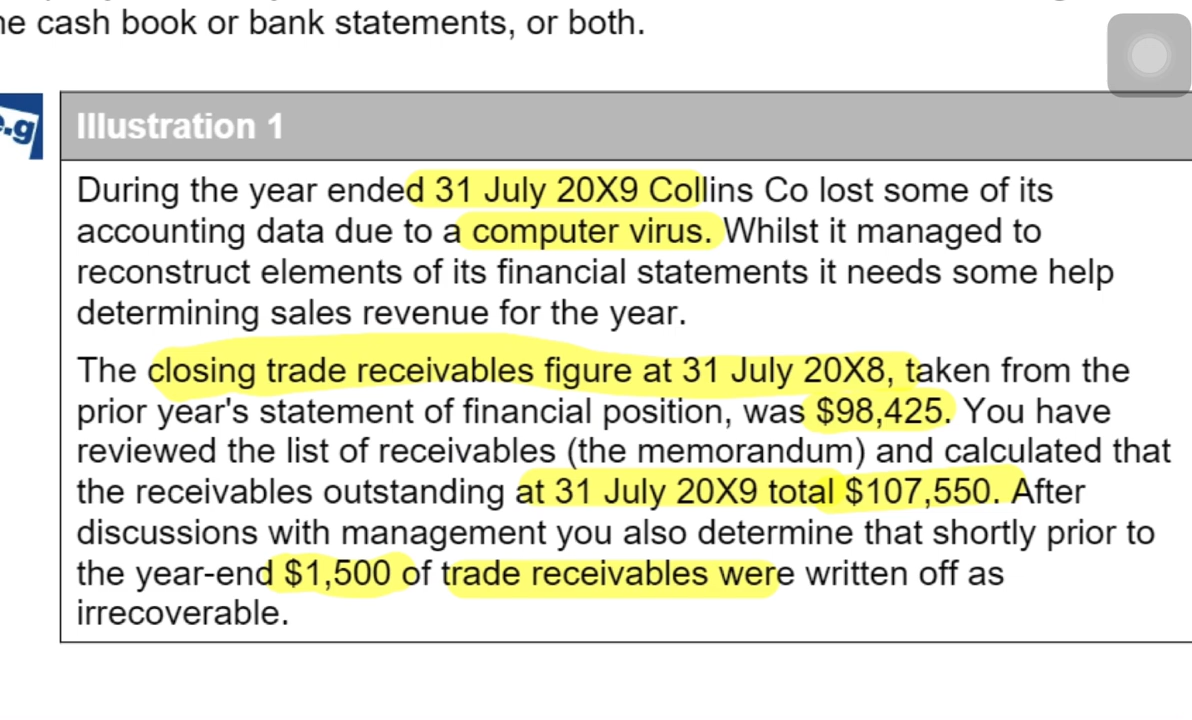 he cash book or bank statements, or both.
e.g
Illustration 1
During the year ended 31 July 20X9 Collins Co lost some of its
accounting data due to a computer virus. Whilst it managed to
reconstruct elements of its financial statements it needs some help
determining sales revenue for the year.
The closing trade receivables figure at 31 July 20X8, taken from the
prior year's statement of financial position, was $98,425. You have
reviewed the list of receivables (the memorandum) and calculated that
the receivables outstanding at 31 July 20X9 total $107,550. After
discussions with management you also determine that shortly prior to
the year-end $1,500 of trade receivables were written off as
irrecoverable.